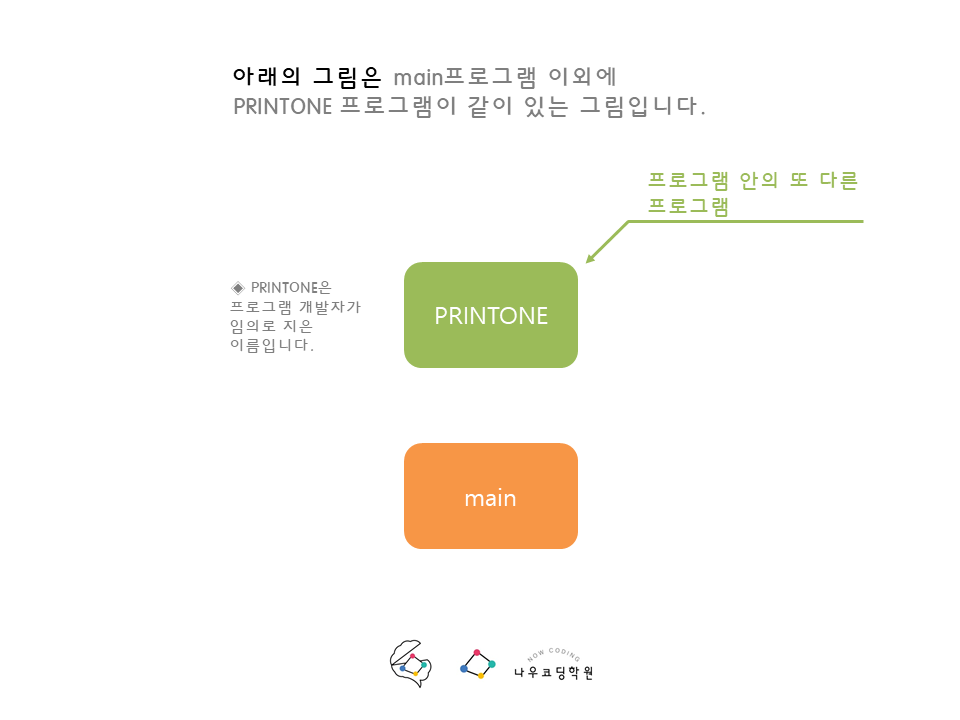 아래의 그림은 main프로그램 이외에
PRINTONE 프로그램이 같이 있는 그림입니다.
프로그램 안의 또 다른
프로그램
◈ PRINTONE은
프로그램 개발자가
임의로 지은
이름입니다.
PRINTONE
main
NOW CODING
나우코딩학원